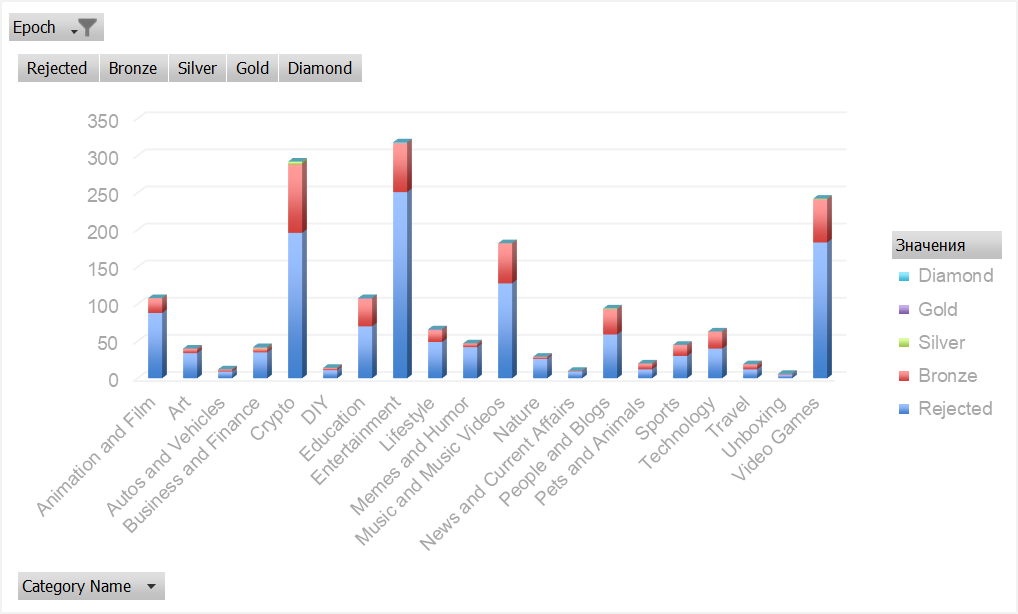 Epoch
Rejected Bronze Silver Gold Diamond
350
300
250
200
150
100
50
0
Animation and Film
Art
Autos and Vehicles
Business and Finance
Crypto
DIY
Education
Entertainment
Lifestyle
Memes and Humor
Music and Music Videos
Nature
News and Current Affairs
People and Blogs
Pets and Animals
Sports
Technology
Travel
Unboxing
Video Games
Значения
Diamond
Gold
Silver
Bronze
Rejected
Category Name